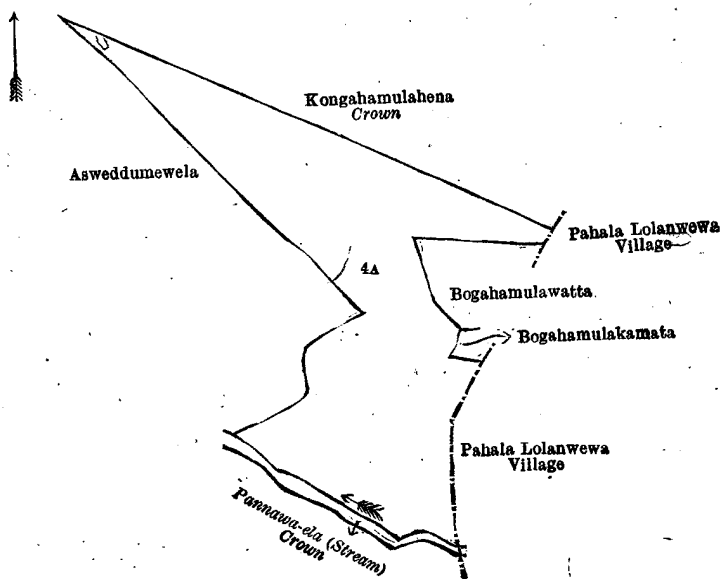 Kongahamulahena
Crown
Asweddumewela
Pahala Lolanwewa
Village
4A
Bogahamulawatta
Bogahamulakamata
Pahala Lolanwewa
Village
Pannawa-ela (Stream)
Crown